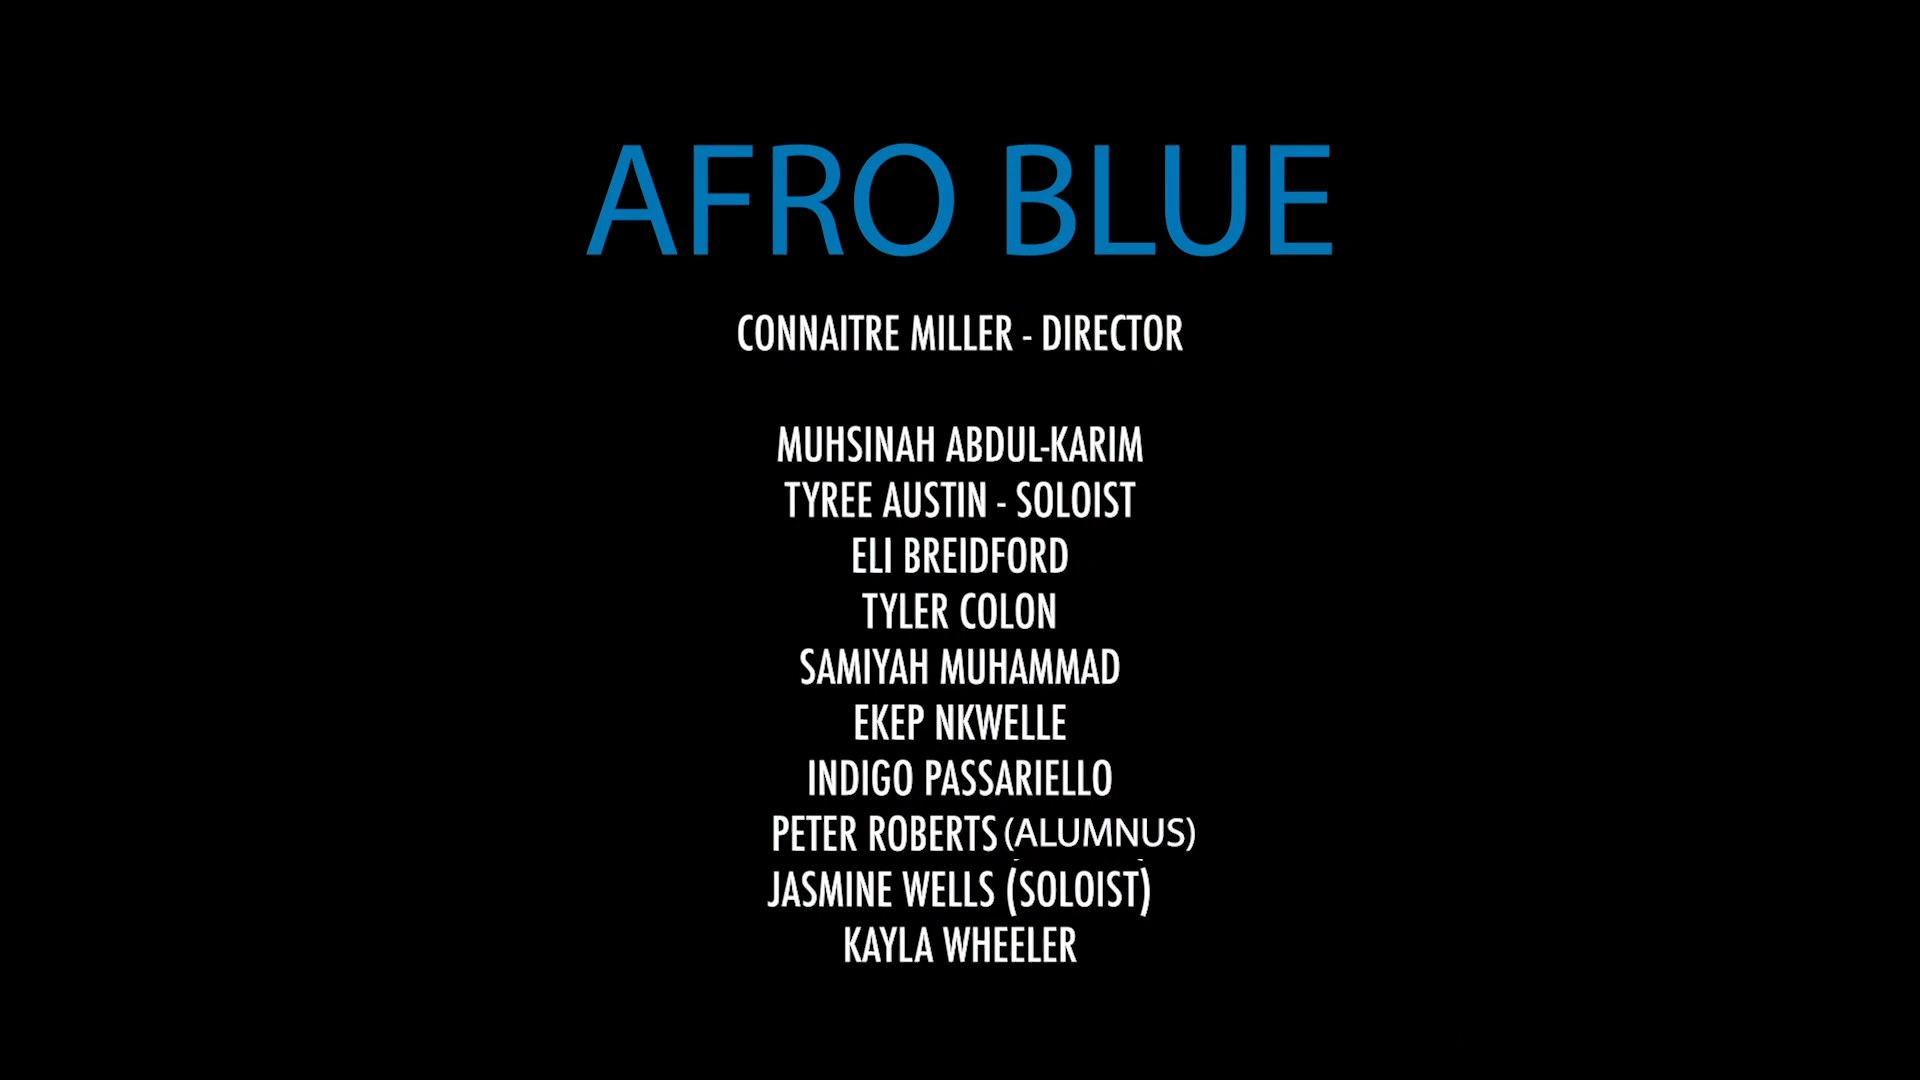 AFRO BLUE
CONNAITRE MILLER - DIRECTOR
MUHSINAH ABDUL-KARIM
TYREE AUSTIN - SOLOIST
ELI BREIDFORD
TYLER COLON
SAMIYAH MUHAMMAD
EKEP NKWELLE
INDIGO PASSARIELLO
PETER ROBERTS (ALUMNUS)
JASMINE WELLS (SOLOIST)
KAYLA WHEELER